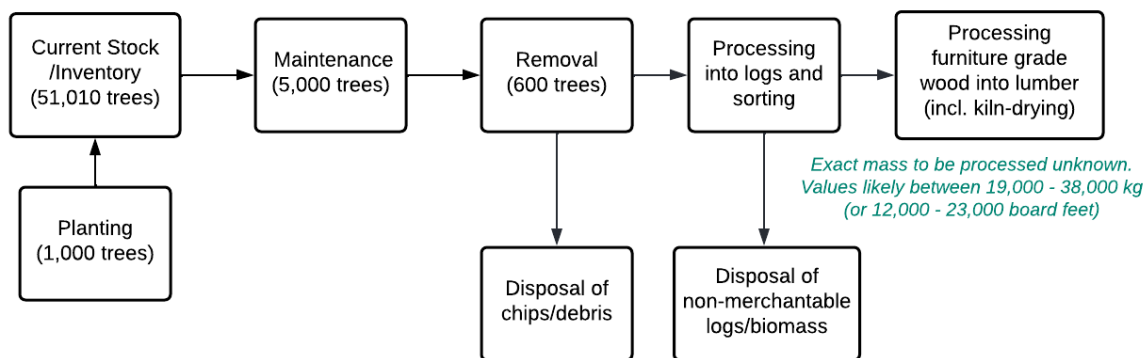 Current Stock
/Inventory
(51,010 trees)
Maintenance
(5,000 trees)
Removal
(600 trees)
Processing
into logs and
sorting
Processing
furniture grade
wood into lumber
(incl. kiln-drying)
Exact mass to be processed unknown.
Values likely between 19,000 - 38,000 kg
(or 12,000 - 23,000 board feet)
Planting
(1,000 trees)
Disposal of
chips/debris
Disposal of
non-merchantable
logs/biomass